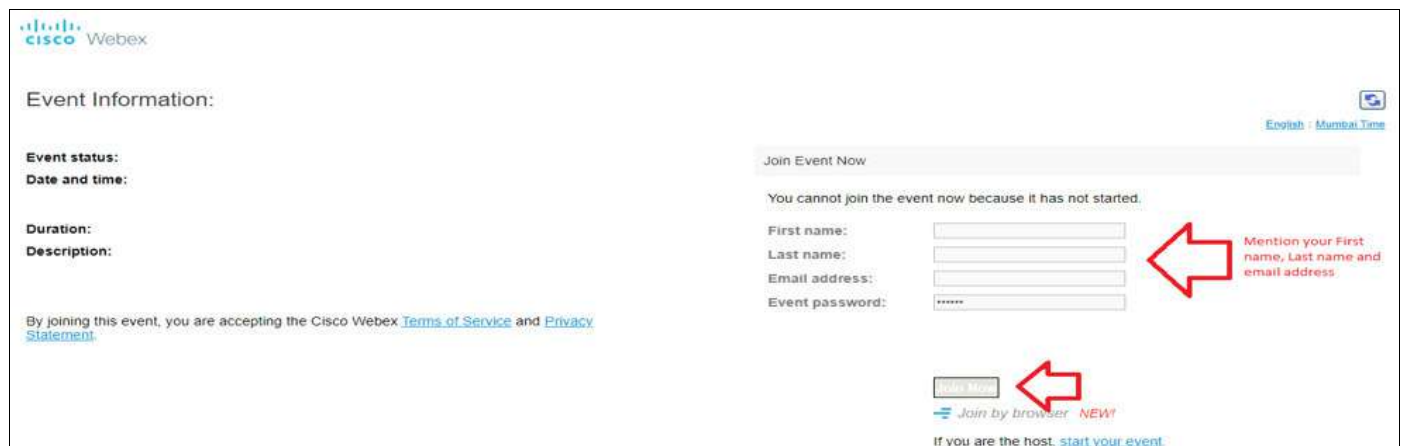 cisco Webex
Event Information:
English : Mumbai Time
Event status:
Date and time:
Duration:
Description:
By joining this event, you are accepting the Cisco Webex Terms of Service and Privacy
Statement.
Join Event Now
You cannot join the event now because it has not started.
First name:
Last name:
Email address:
Event password: ••••••
Mention your First
name, Last name and
email address
Join Now
Join by browser NEW!
If you are the host, start your event.